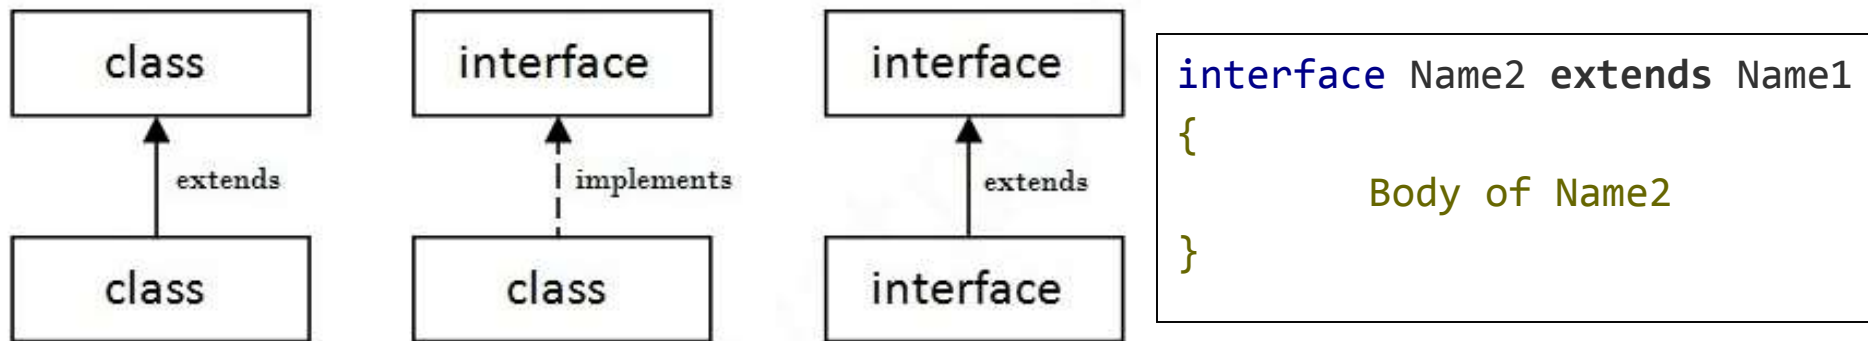 class
interface
interface
extends
implements
extends
class
class
interface
interface Name2 extends Name1
{
Body of Name2
}